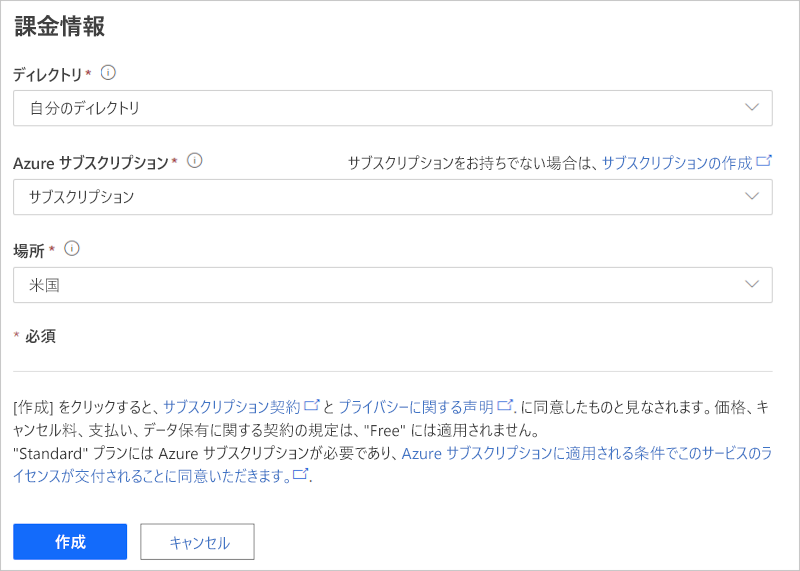 課金情報
ディレクトリ*
自分のディレクトリ
Azure サブスクリプション* サブスクリプションをお持ちでない場合は、サブスクリプションの作成
サブスクリプション
場所 *
米国
* 必須
[作成] をクリックすると、サブスクリプション契約 と プライバシーに関する声明 . に同意したものと見なされます。価格、キ
ャンセル料、支払い、データ保有に関する契約の規定は、"Free" には適用されません。
"Standard" プランには Azure サブスクリプションが必要であり、Azure サブスクリプションに適用される条件でこのサービスのラ
イセンスが交付されることに同意いただきます。.
作成 キャンセル